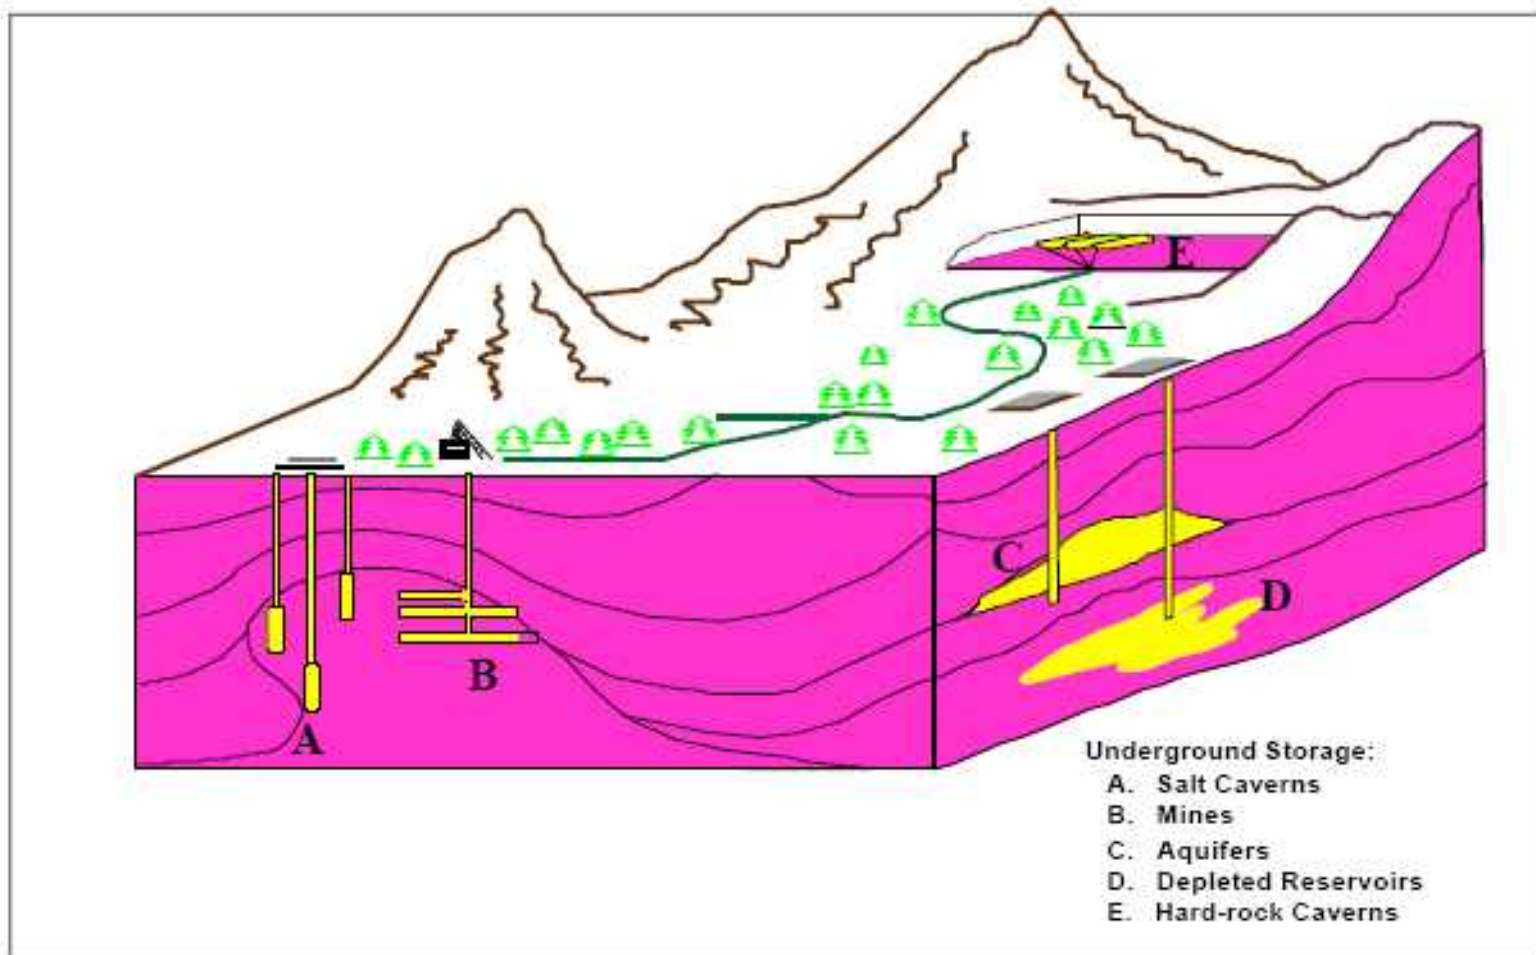 E
C
D
B
A
Underground Storage:
A. Salt Caverns
B. Mines
C. Aquifers
D. Depleted Reservoirs
E. Hard-rock Caverns